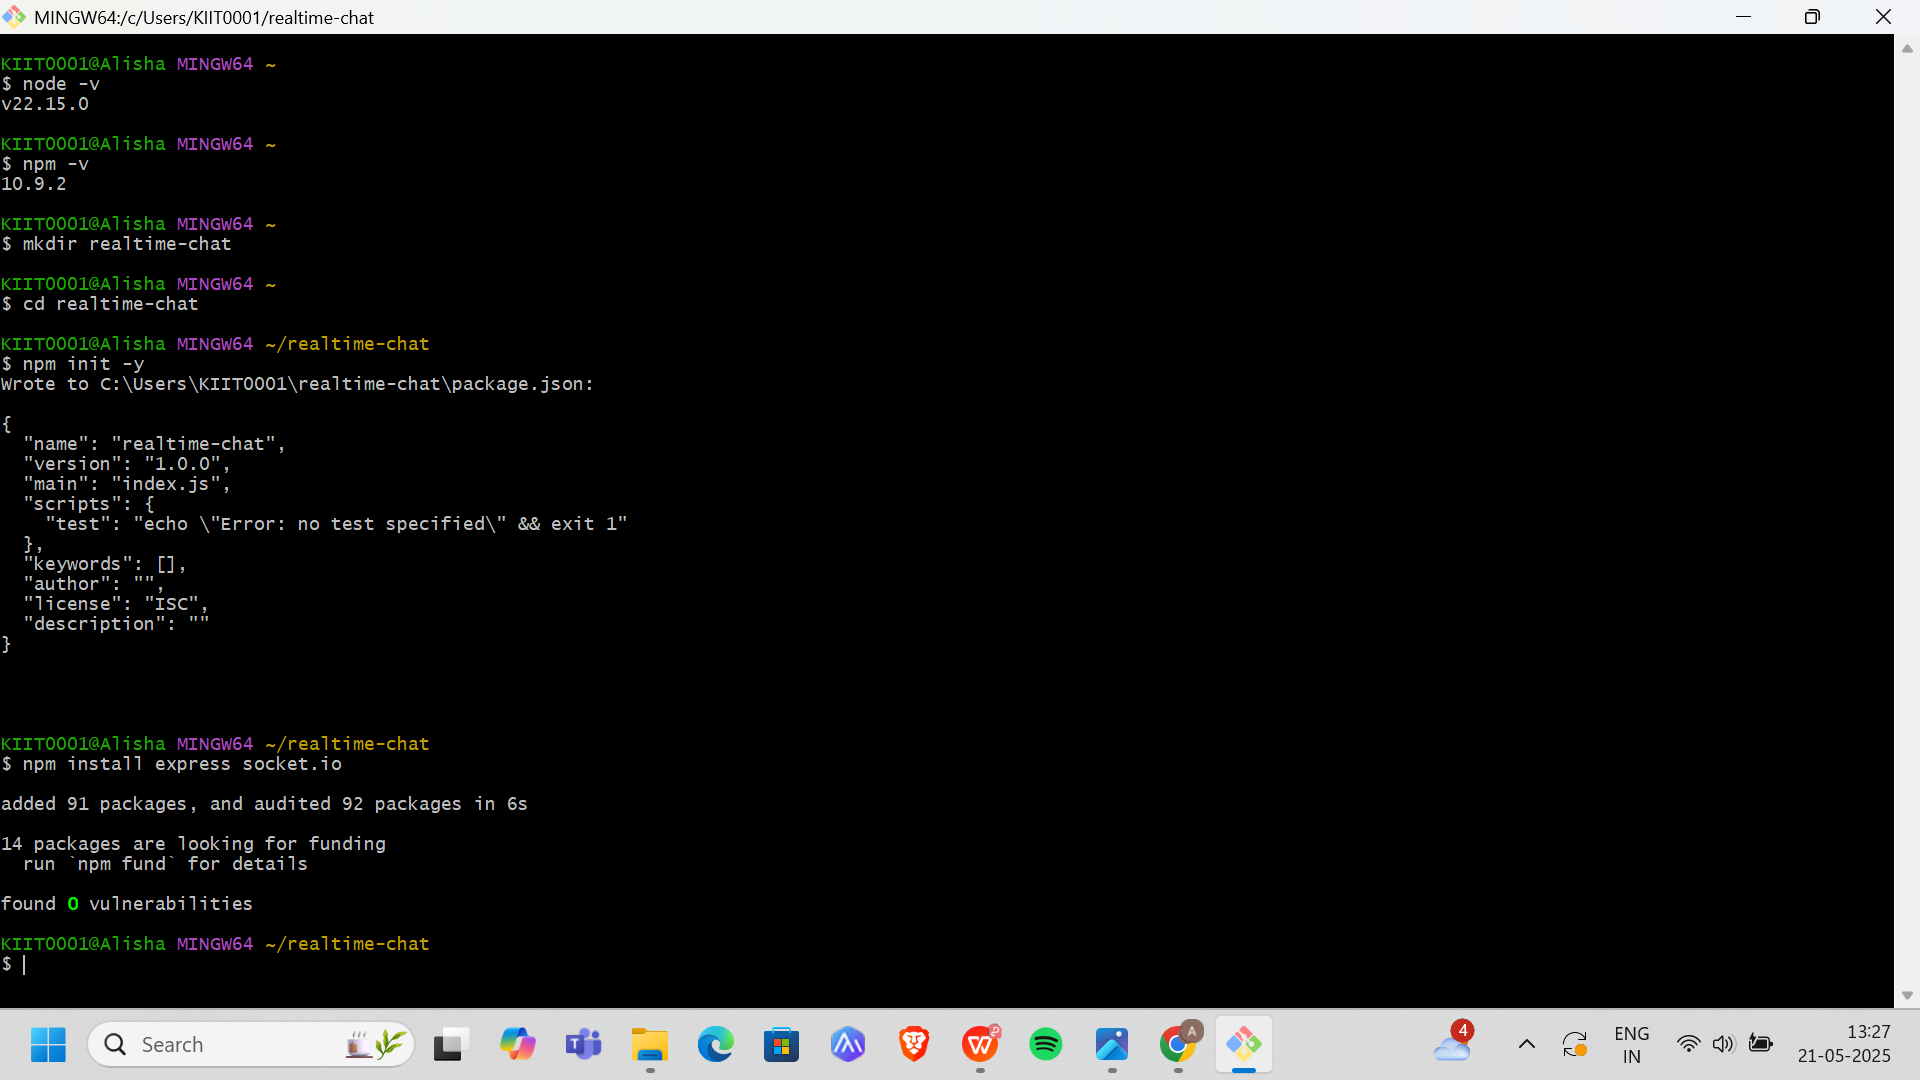 MINGW64:/c/Users/KIIT0001/realtime-chat
KIIT0001@Alisha MINGW64 ~
$ node -v
v22.15.0
KIIT0001@Alisha MINGW64 ~
$ npm -v
10.9.2
KIIT0001@Alisha MINGW64 ~
$ mkdir realtime-chat
KIIT0001@Alisha MINGW64 ~
$ cd realtime-chat
KIIT0001@Alisha MINGW64 ~/realtime-chat
$ npm init -y
Wrote to C:\Users\KIIT0001\realtime-chat\package.json:
{
  "name": "realtime-chat",
  "version": "1.0.0",
  "main": "index.js",
  "scripts": {
    "test": "echo \"Error: no test specified\" && exit 1"
  },
  "keywords": [],
  "author": "",
  "license": "ISC",
  "description": ""
}
KIIT0001@Alisha MINGW64 ~/realtime-chat
$ npm install express socket.io
added 91 packages, and audited 92 packages in 6s
14 packages are looking for funding
  run `npm fund` for details
found 0 vulnerabilities
KIIT0001@Alisha MINGW64 ~/realtime-chat
$
Search
4
ENG
IN
13:27
21-05-2025